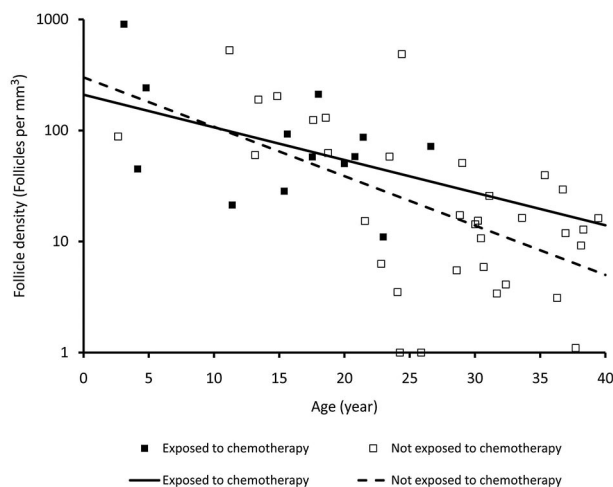 1000
100
10
1
Follicle density (Follicles per mm³)
0 5 10 15 20 25 30 35 40
Age (year)
Exposed to chemotherapy Not exposed to chemotherapy
Exposed to chemotherapy Not exposed to chemotherapy